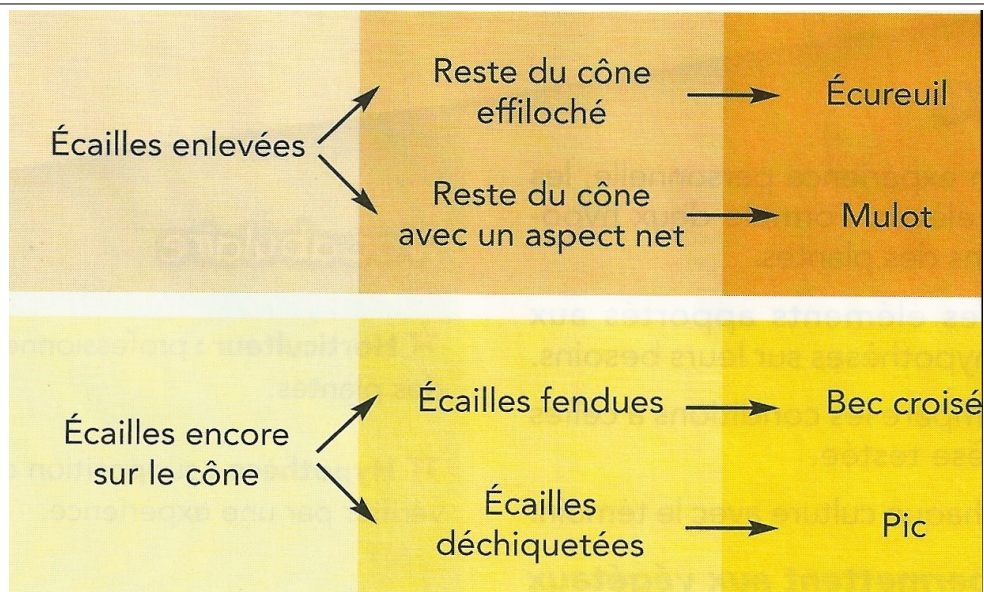 Reste du cône
effiloché
Écureuil
Écailles enlevées
Reste du cône
avec un aspect net
Mulot
Écailles fendues
Bec croisé
Écailles encore
sur le cône
Écailles
déchiquetées
Pic